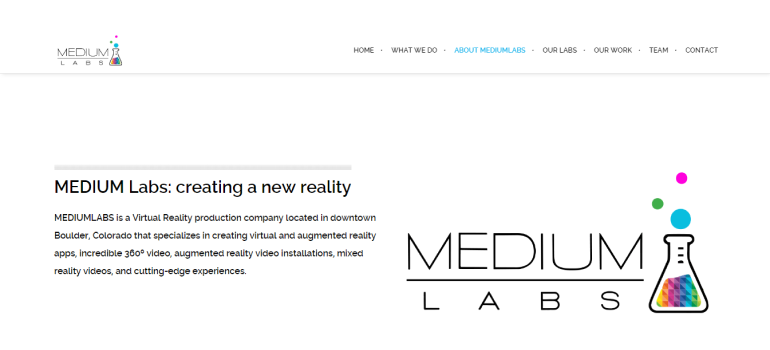 MEDIUM
LABS
HOME • WHAT WE DO • ABOUT MEDIUMLABS • OUR LABS • OUR WORK • TEAM • CONTACT
MEDIUM Labs: creating a new reality
MEDIUMLABS is a Virtual Reality production company located in downtown
Boulder, Colorado that specializes in creating virtual and augmented reality
apps, incredible 360º video, augmented reality video installations, mixed
reality videos, and cutting-edge experiences.
MEDIUM
LABS